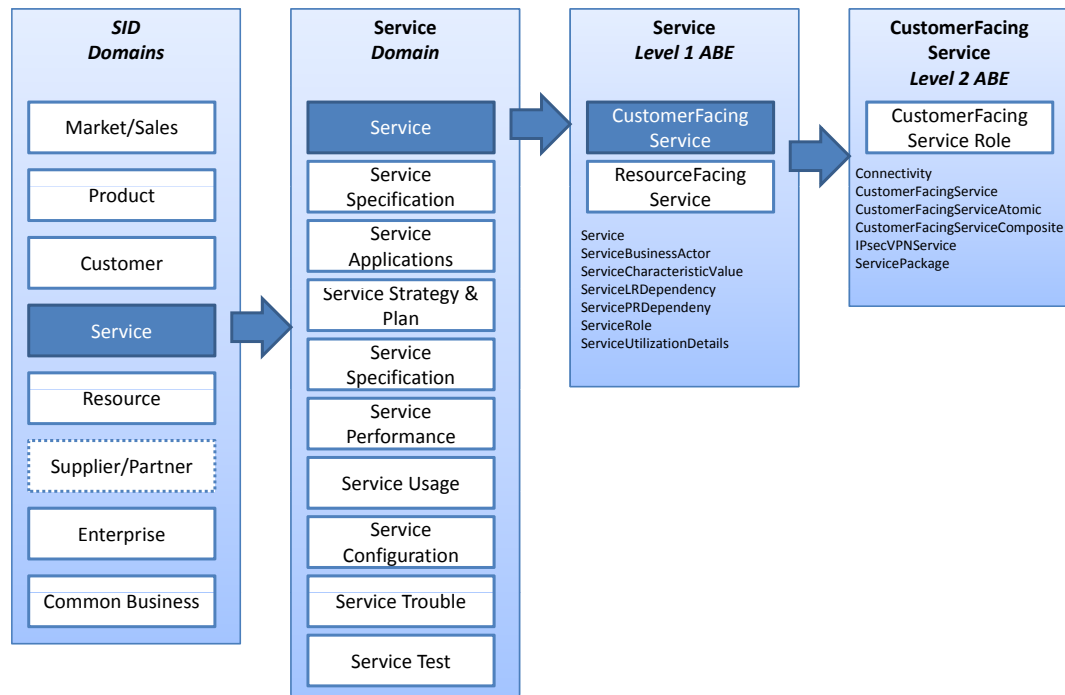 SID
Domains
Market/Sales
Product
Customer
Service
Resource
Supplier/Partner
Enterprise
Common Business
Service
Domain
Service
Service
Specification
Service
Applications
Service Strategy &
Plan
Service
Specification
Service
Performance
Service Usage
Service
Configuration
Service Trouble
Service Test
Service
Level 1 ABE
CustomerFacing
Service
ResourceFacing
Service
Service
ServiceBusinessActor
ServiceCharacteristicValue
ServiceLRDependency
ServicePRDependeny
ServiceRole
ServiceUtilizationDetails
CustomerFacing
Service
Level 2 ABE
CustomerFacing
Service Role
Connectivity
CustomerFacingService
CustomerFacingServiceAtomic
CustomerFacingServiceComposite
IPsecVPNService
ServicePackage